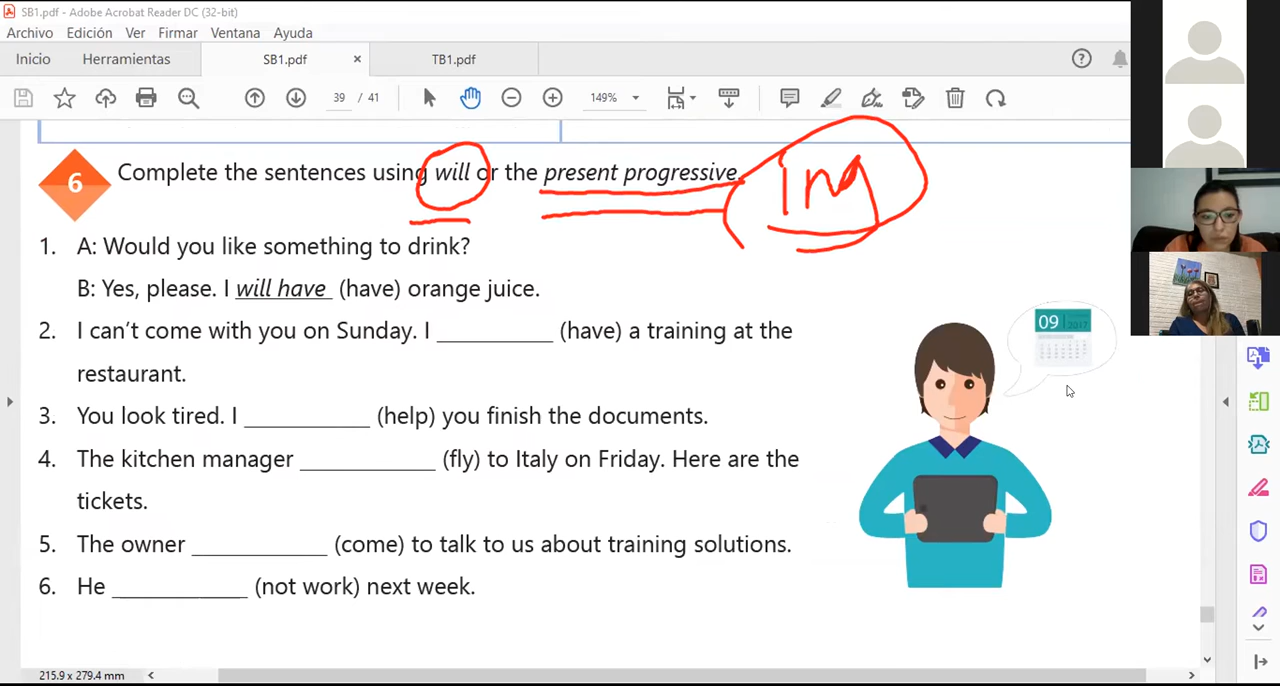 SB1.pdf - Adobe Acrobat Reader DC (32-bit)
Archivo Edición Ver Firmar Ventana Ayuda
Inicio Herramientas SB1.pdf × TB1.pdf
39 / 41 149%
6 Complete the sentences using will or the present progressive. ing
1. A: Would you like something to drink?
B: Yes, please. I will have (have) orange juice.
2. I can't come with you on Sunday. I __________ (have) a training at the
restaurant.
3. You look tired. I ___________ (help) you finish the documents.
4. The kitchen manager ____________ (fly) to Italy on Friday. Here are the
tickets.
5. The owner ____________ (come) to talk to us about training solutions.
6. He ____________ (not work) next week.
09 2017
215.9 x 279.4 mm